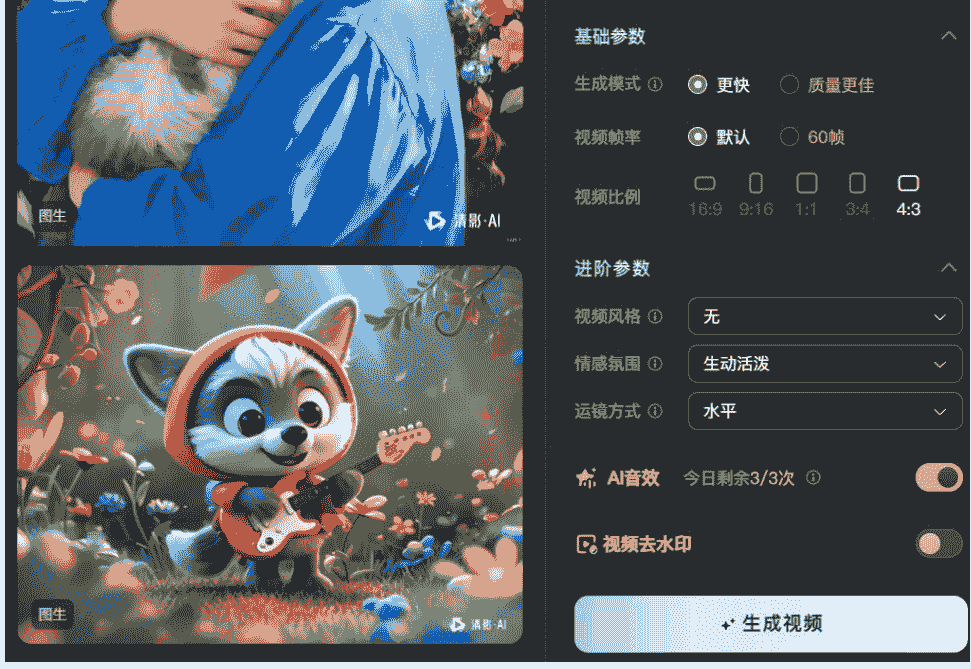 图生
清影·AI
图生
清影·AI
基础参数
生成模式 更快 质量更佳
视频帧率 默认 60帧
视频比例
16:9 9:16 1:1 3:4 4:3
进阶参数
视频风格 无
情感氛围 生动活泼
运镜方式 水平
AI音效 今日剩余3/3次
视频去水印
生成视频